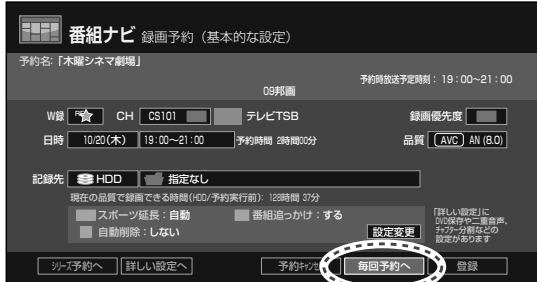 番組ナビ 録画予約（基本的な設定）
予約名:「木曜シネマ劇場」
予約時放送予定時刻：19：00〜21：00
09邦画
W録 CH CS101 テレビTSB 録画優先度
日時 10/20(木) 19：00〜21：00 予約時間 2時間00分 品質 AVC AN (8.0)
記録先 HDD 指定なし
現在の品質で録画できる時間(HDD/予約実行前)： 128時間 37分
スポーツ延長：自動 番組追っかけ：する
自動削除：しない 設定変更
「詳しい設定」に
DVD保存や二重音声、
チャプター分割などの
設定があります
シリーズ予約へ 詳しい設定へ 予約キャンセル 毎回予約へ 登録